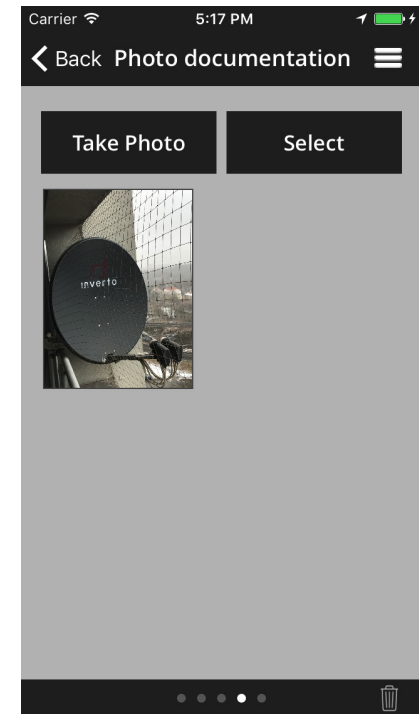 Carrier 5:17 PM
Back Photo documentation
Take Photo Select
inverto